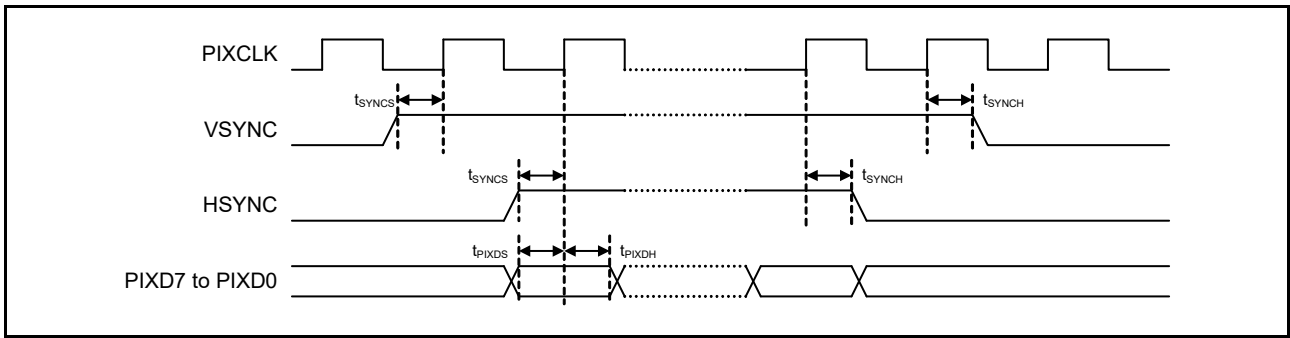 PIXCLK
tSYNCS
tSYNCH
VSYNC
tSYNCS
tSYNCH
HSYNC
tPIXDS
tPIXDH
PIXD7 to PIXD0